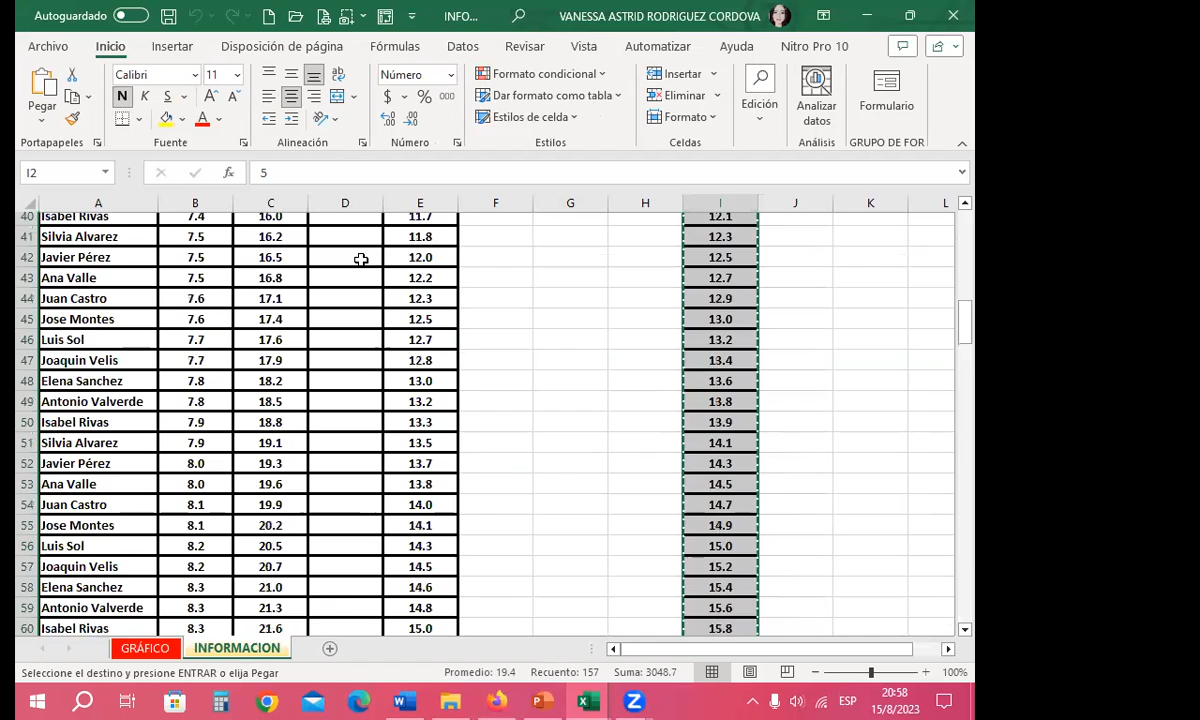 Autoguardado INFO... VANESSA ASTRID RODRIGUEZ CORDOVA
Archivo Inicio Insertar Disposición de página Fórmulas Datos Revisar Vista Automatizar Ayuda Nitro Pro 10
Pegar Calibri 11 ab Número Formato condicional Insertar Edición Analizar datos Formulario
N K S A A $ % 000 Dar formato como tabla Eliminar
A Estilos de celda Formato
Portapapeles Fuente Alineación Número Estilos Celdas Análisis GRUPO DE FOR
I2 fx 5
A B C D E F G H I J K L
40 Isabel Rivas 7.4 16.0 11.7 12.1
41 Silvia Alvarez 7.5 16.2 11.8 12.3
42 Javier Pérez 7.5 16.5 12.0 12.5
43 Ana Valle 7.5 16.8 12.2 12.7
44 Juan Castro 7.6 17.1 12.3 12.9
45 Jose Montes 7.6 17.4 12.5 13.0
46 Luis Sol 7.7 17.6 12.7 13.2
47 Joaquin Velis 7.7 17.9 12.8 13.4
48 Elena Sanchez 7.8 18.2 13.0 13.6
49 Antonio Valverde 7.8 18.5 13.2 13.8
50 Isabel Rivas 7.9 18.8 13.3 13.9
51 Silvia Alvarez 7.9 19.1 13.5 14.1
52 Javier Pérez 8.0 19.3 13.7 14.3
53 Ana Valle 8.0 19.6 13.8 14.5
54 Juan Castro 8.1 19.9 14.0 14.7
55 Jose Montes 8.1 20.2 14.1 14.9
56 Luis Sol 8.2 20.5 14.3 15.0
57 Joaquin Velis 8.2 20.7 14.5 15.2
58 Elena Sanchez 8.3 21.0 14.6 15.4
59 Antonio Valverde 8.3 21.3 14.8 15.6
60 Isabel Rivas 8.3 21.6 15.0 15.8
GRÁFICO INFORMACION
Seleccione el destino y presione ENTRAR o elija Pegar Promedio: 19.4 Recuento: 157 Suma: 3048.7 100%
ESP 20:58
15/8/2023